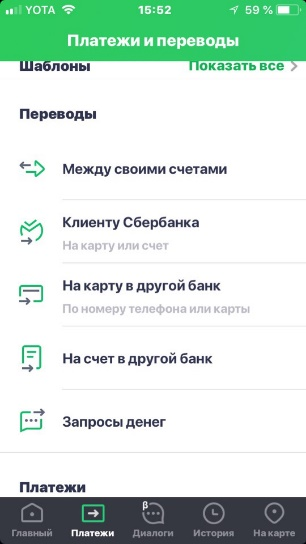 YOTA 15:52 59 %
Платежи и переводы
Шаблоны Показать все
Переводы
Между своими счетами
Клиенту Сбербанка
На карту или счет
На карту в другой банк
По номеру телефона или карты
На счет в другой банк
Запросы денег
Платежи
β
Главный Платежи Диалоги История На карте